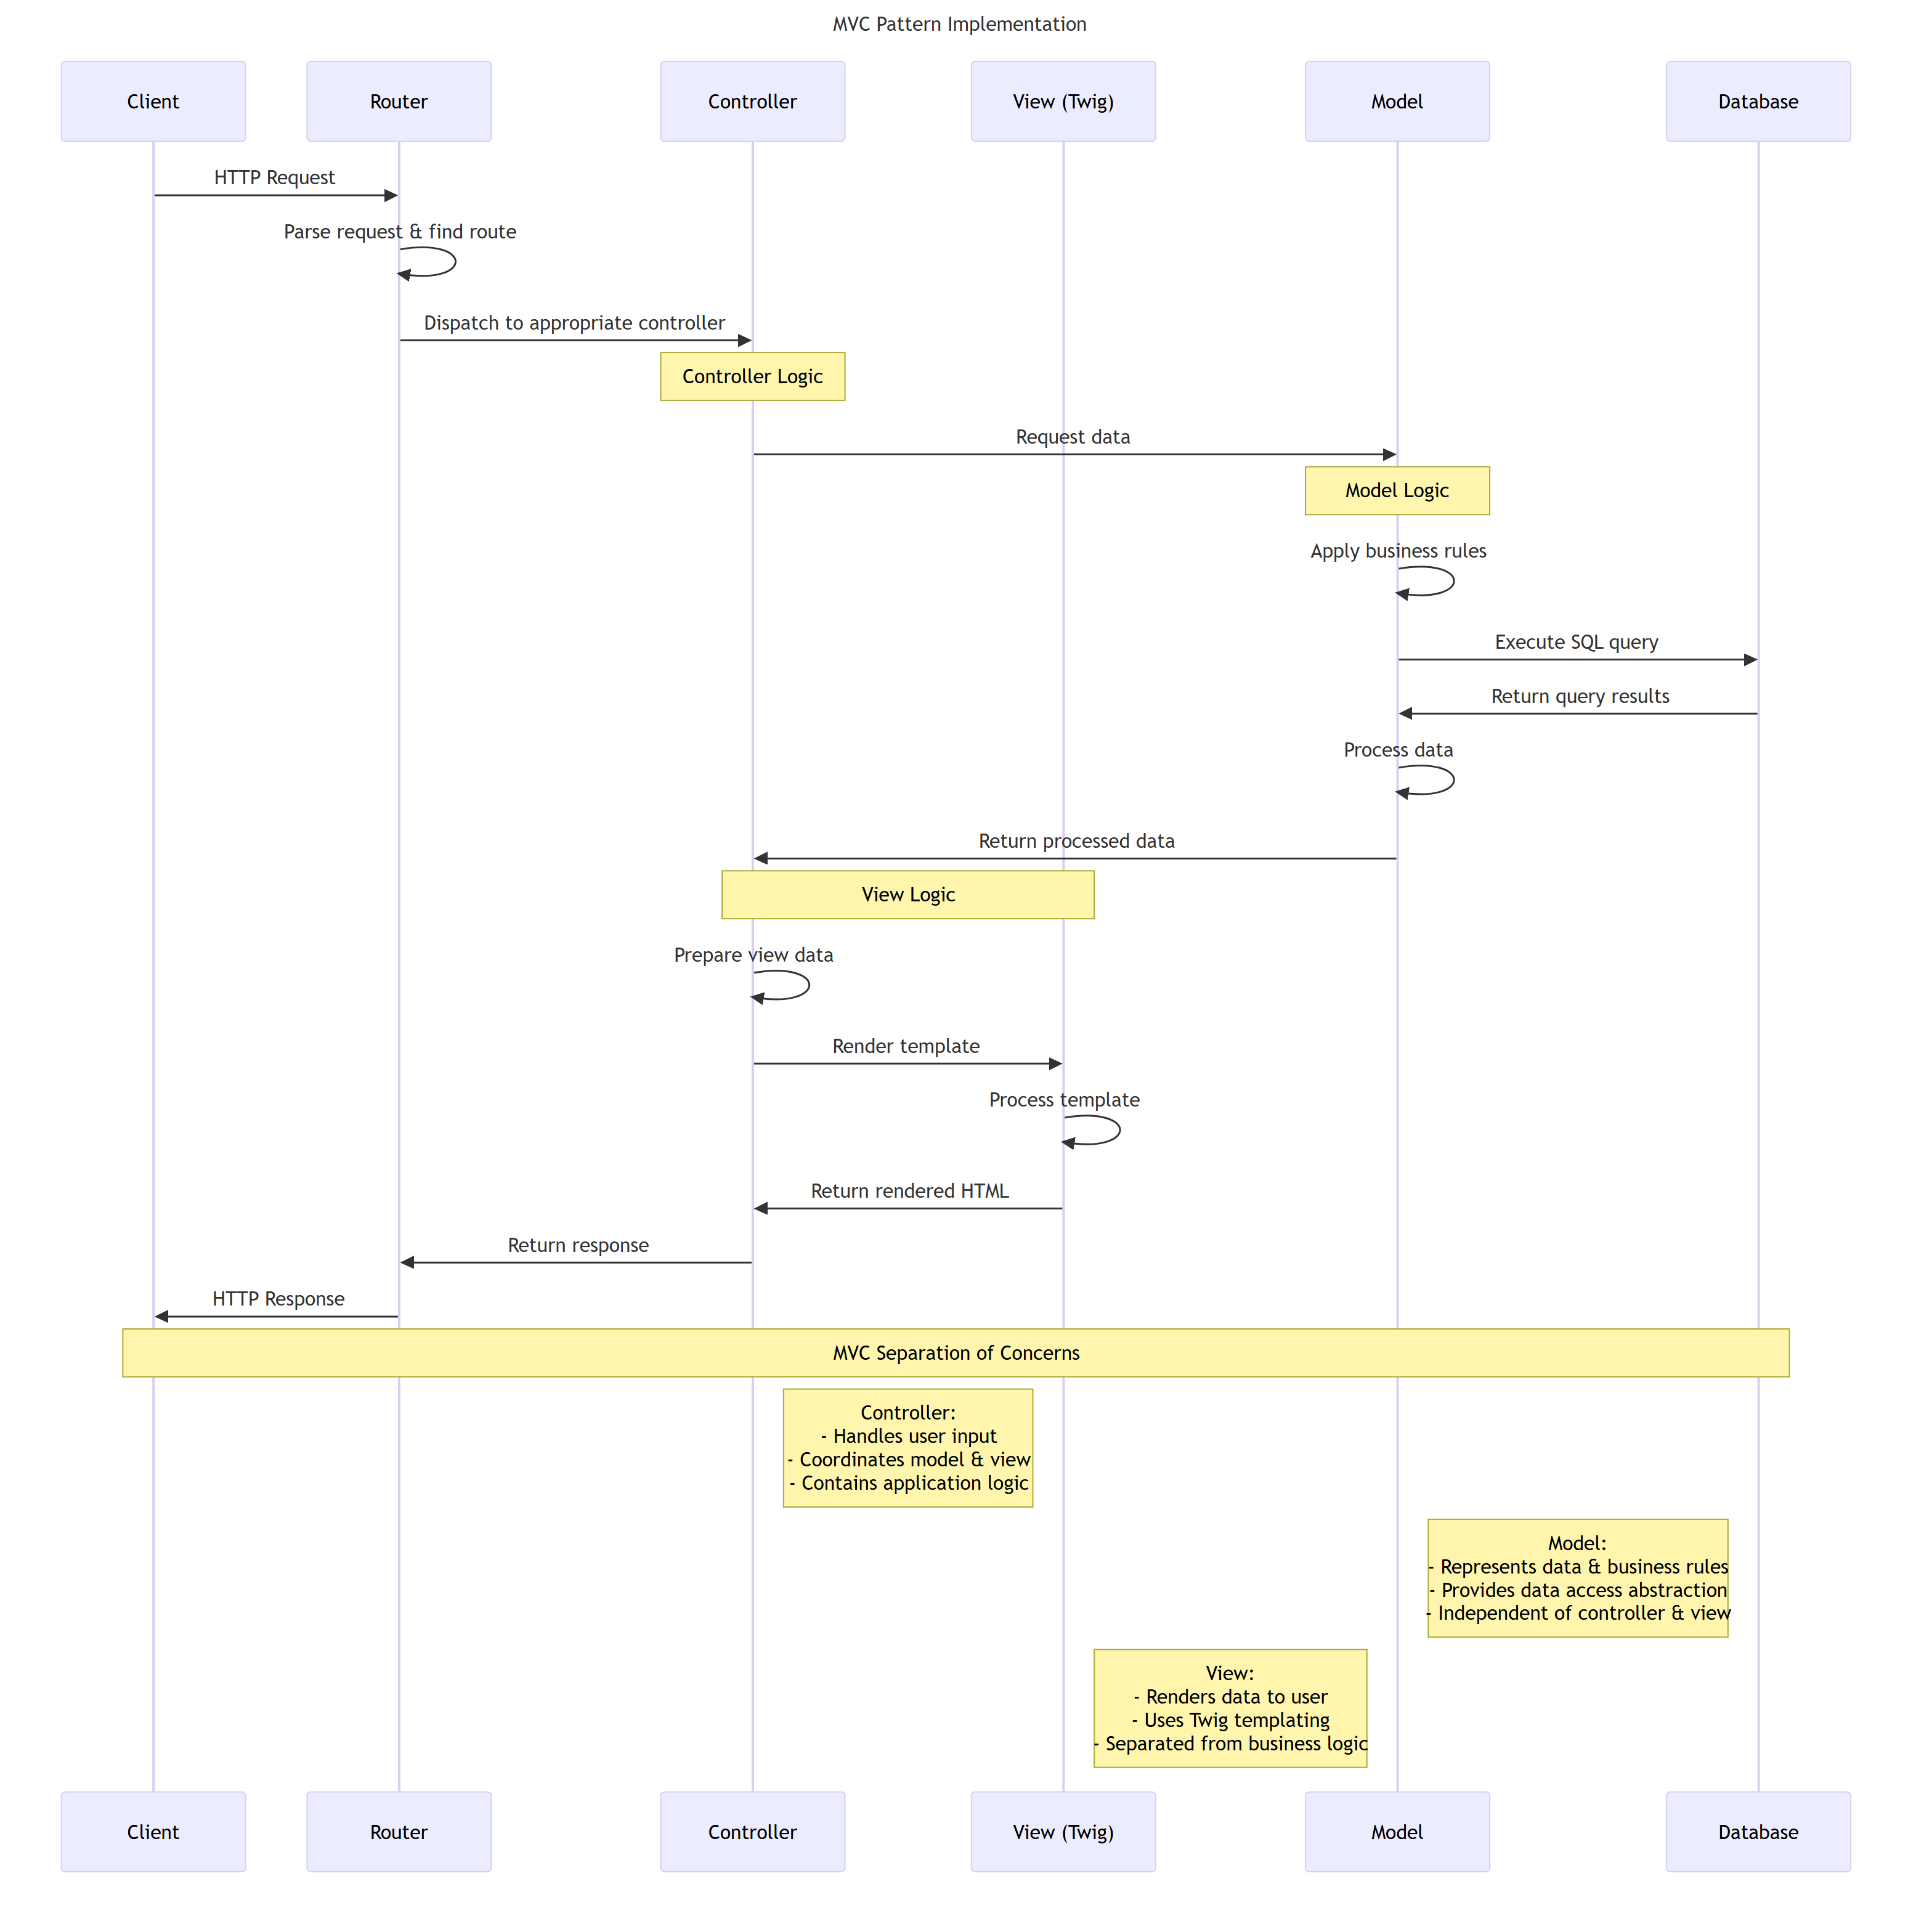 MVC Pattern Implementation
Client
Router
Controller
View (Twig)
Model
Database
HTTP Request
Parse request & find route
Dispatch to appropriate controller
Controller Logic
Request data
Model Logic
Apply business rules
Execute SQL query
Return query results
Process data
Return processed data
View Logic
Prepare view data
Render template
Process template
Return rendered HTML
Return response
HTTP Response
MVC Separation of Concerns
Controller:
- Handles user input
- Coordinates model & view
- Contains application logic
Model:
- Represents data & business rules
- Provides data access abstraction
- Independent of controller & view
View:
- Renders data to user
- Uses Twig templating
- Separated from business logic
Client
Router
Controller
View (Twig)
Model
Database